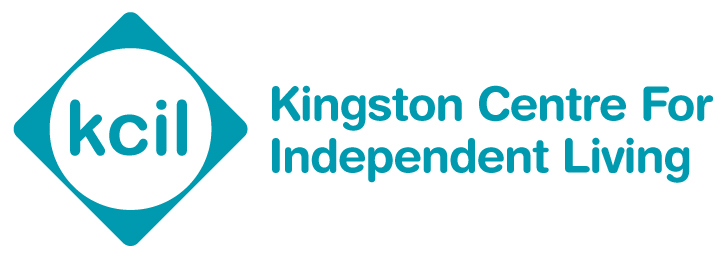 kcil
Kingston Centre For
Independent Living